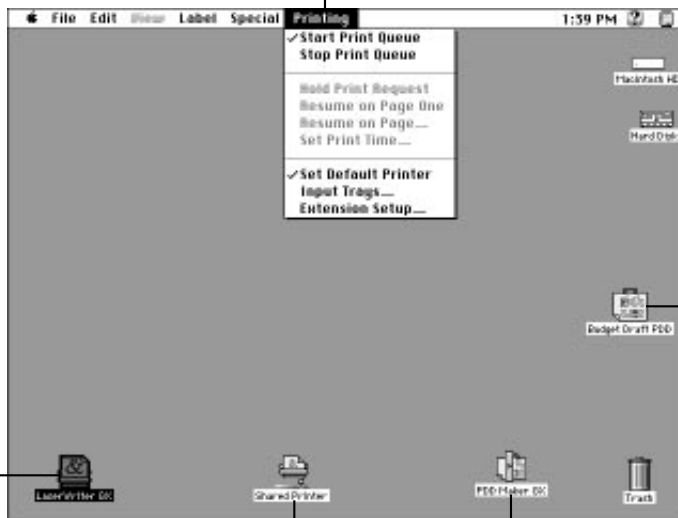 File Edit View Label Special Printing 1:39 PM
✓Start Print Queue
Stop Print Queue
Hold Print Request
Resume on Page One
Resume on Page...
Set Print Time...
✓Set Default Printer
Input Trays...
Extension Setup...
Macintosh HD
Hard Disk
Budget Draft PDD
LaserWriter GX
Shared Printer
PDD Maker GX
Trash